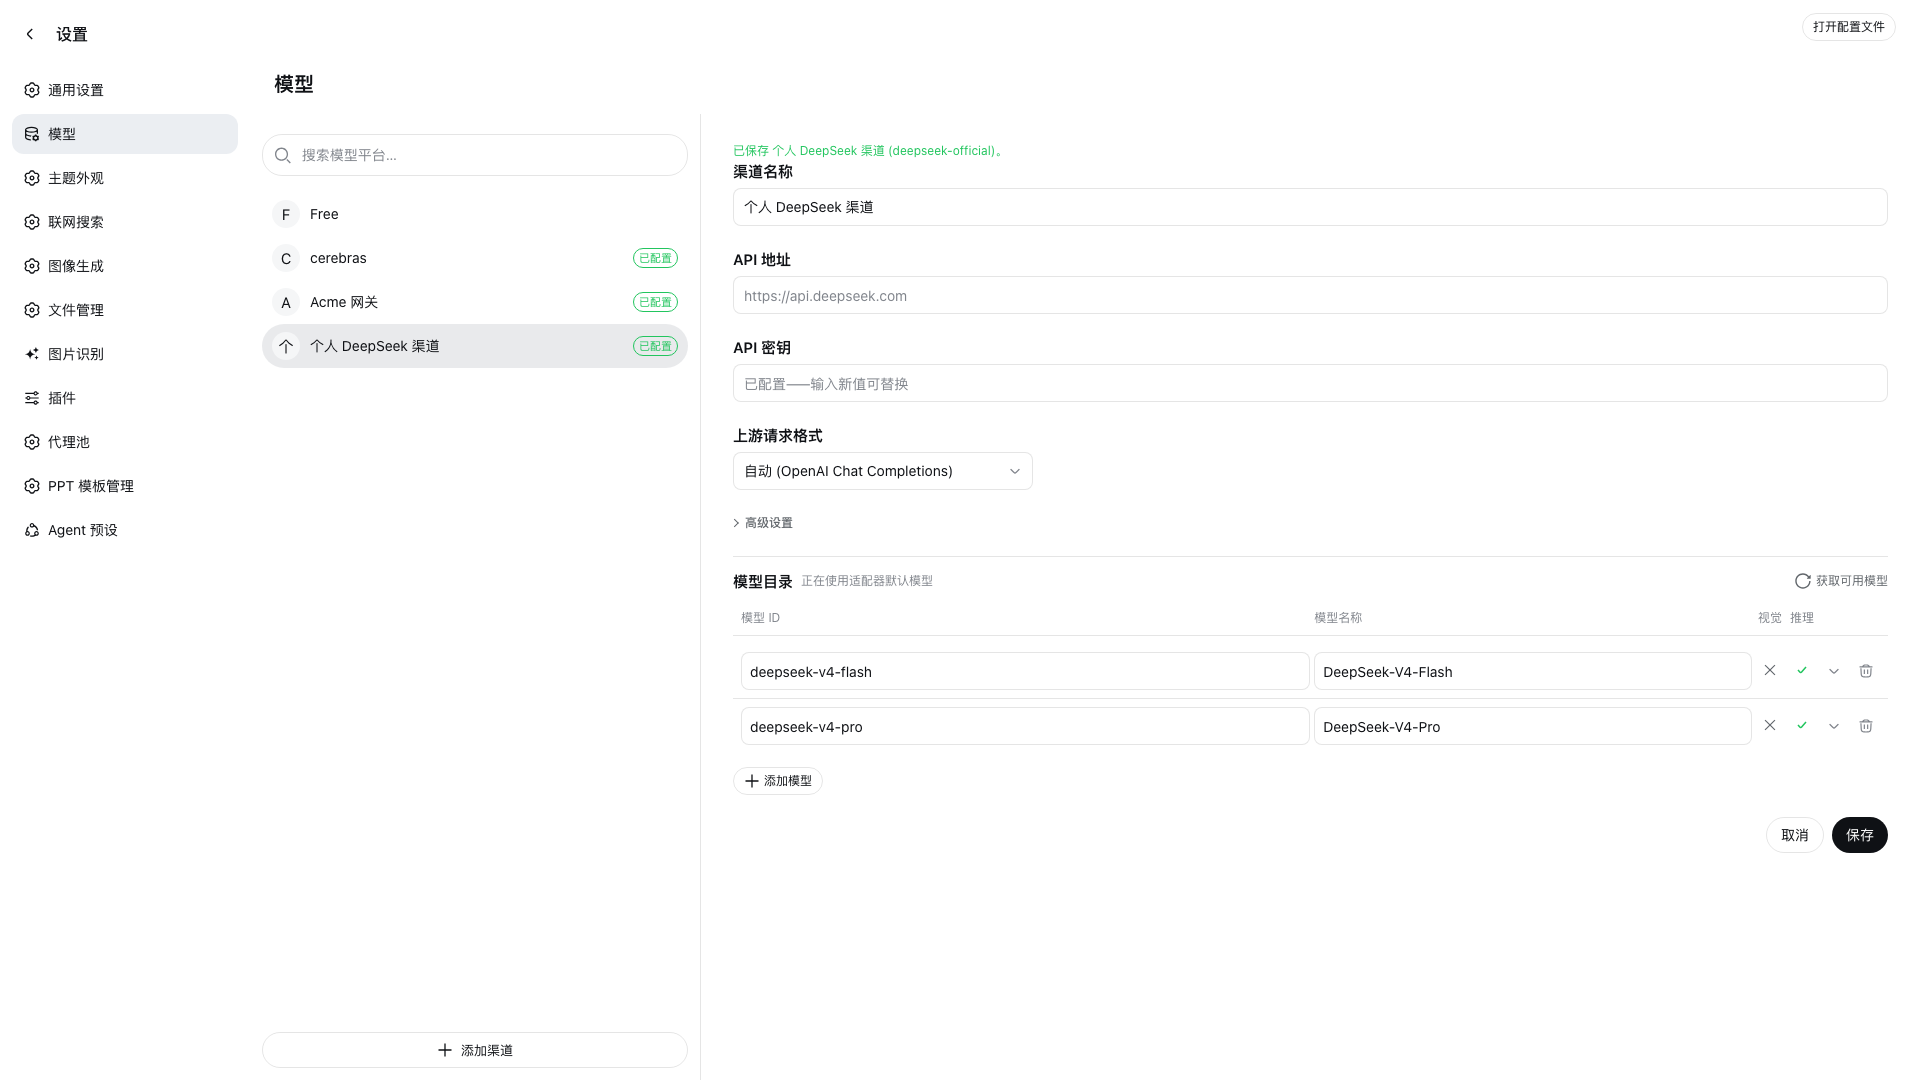 设置
打开配置文件
通用设置
模型
主题外观
联网搜索
图像生成
文件管理
图片识别
插件
代理池
PPT 模板管理
Agent 预设
模型
搜索模型平台...
F Free
C cerebras 已配置
A Acme 网关 已配置
个 个人 DeepSeek 渠道 已配置
添加渠道
已保存 个人 DeepSeek 渠道 (deepseek-official)。
渠道名称
个人 DeepSeek 渠道
API 地址
https://api.deepseek.com
API 密钥
已配置——输入新值可替换
上游请求格式
自动 (OpenAI Chat Completions)
高级设置
模型目录 正在使用适配器默认模型 获取可用模型
模型 ID 模型名称 视觉 推理
deepseek-v4-flash DeepSeek-V4-Flash
deepseek-v4-pro DeepSeek-V4-Pro
添加模型
取消 保存